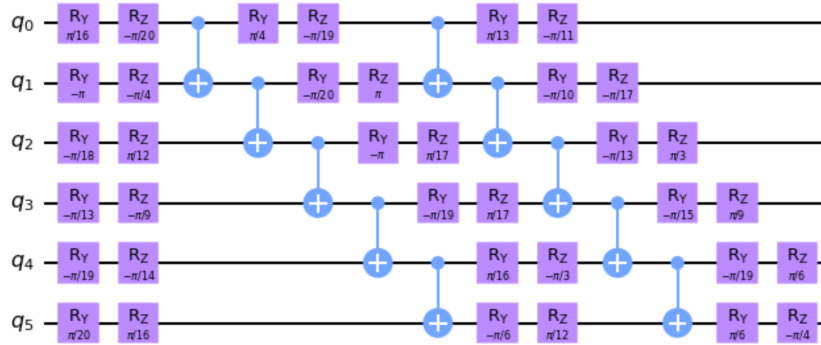 q0 RY π/16 RZ −π/20 RY π/4 RZ −π/19 RY π/13 RZ −π/11
q1 RY −π RZ −π/4 RY −π/20 RZ π RY −π/10 RZ −π/17
q2 RY −π/18 RZ π/12 RY −π RZ π/17 RY −π/13 RZ π/3
q3 RY −π/13 RZ −π/9 RY −π/19 RZ π/17 RY −π/15 RZ π/9
q4 RY −π/19 RZ −π/14 RY π/16 RZ −π/3 RY −π/19 RZ π/6
q5 RY π/20 RZ π/16 RY −π/6 RZ π/12 RY π/6 RZ −π/4